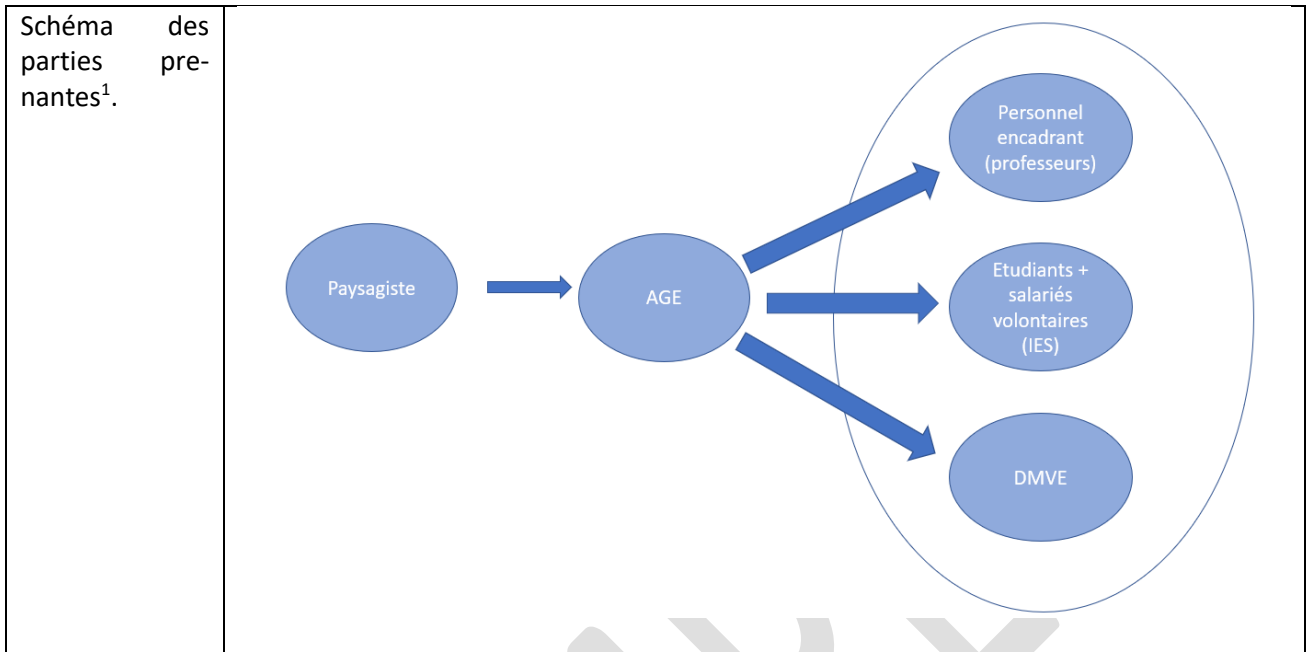 Schéma des
parties pre-
nantes¹.
Personnel
encadrant
(professeurs)
Paysagiste
AGE
Etudiants +
salariés
volontaires
(IES)
DMVE